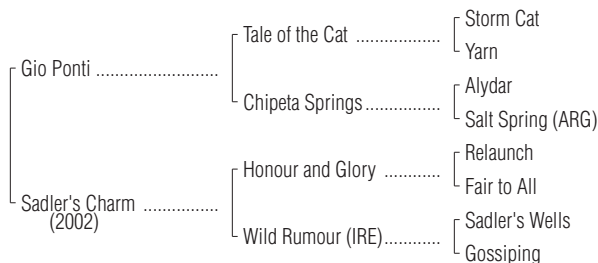 Storm Cat
Tale of the Cat ..................
Yarn
Gio Ponti ..........................
Alydar
Chipeta Springs ................
Salt Spring (ARG)
Relaunch
Honour and Glory ............
Fair to All
Sadler's Charm ................
(2002)
Sadler's Wells
Wild Rumour (IRE)............
Gossiping